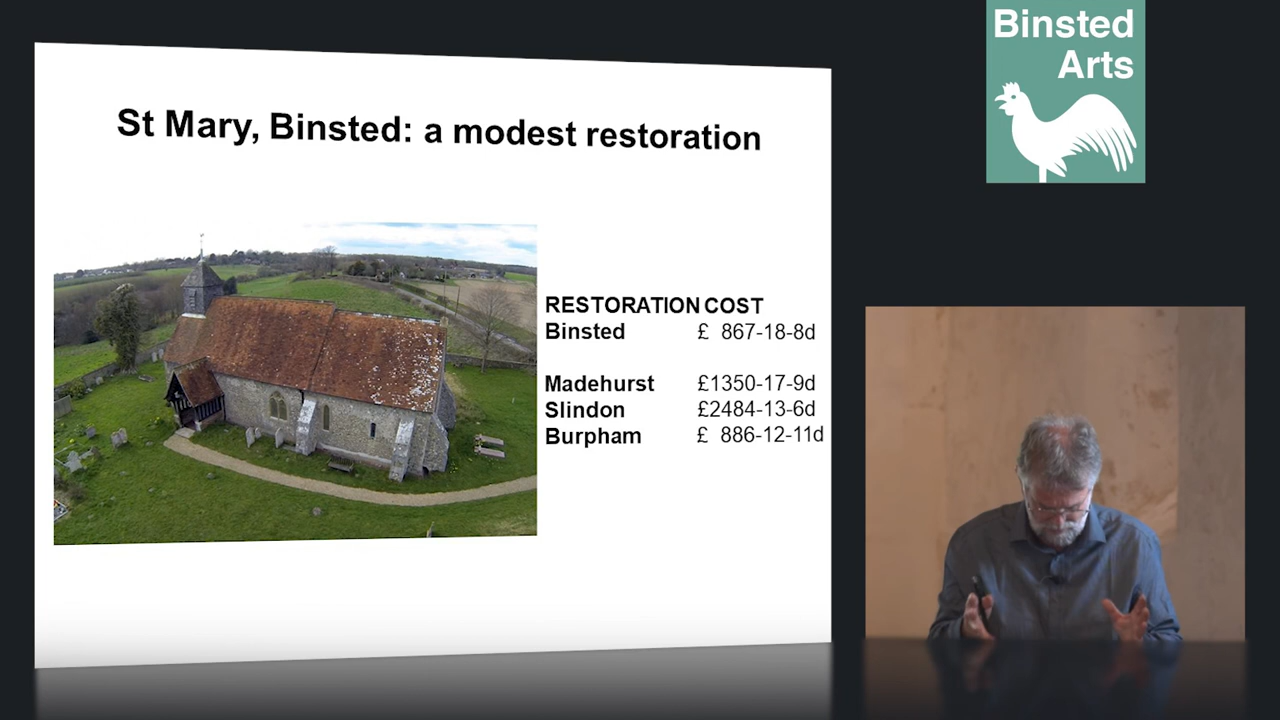 St Mary, Binsted: a modest restoration
RESTORATION COST
Binsted £ 867-18-8d
Madehurst £1350-17-9d
Slindon £2484-13-6d
Burpham £ 886-12-11d
Binsted
Arts